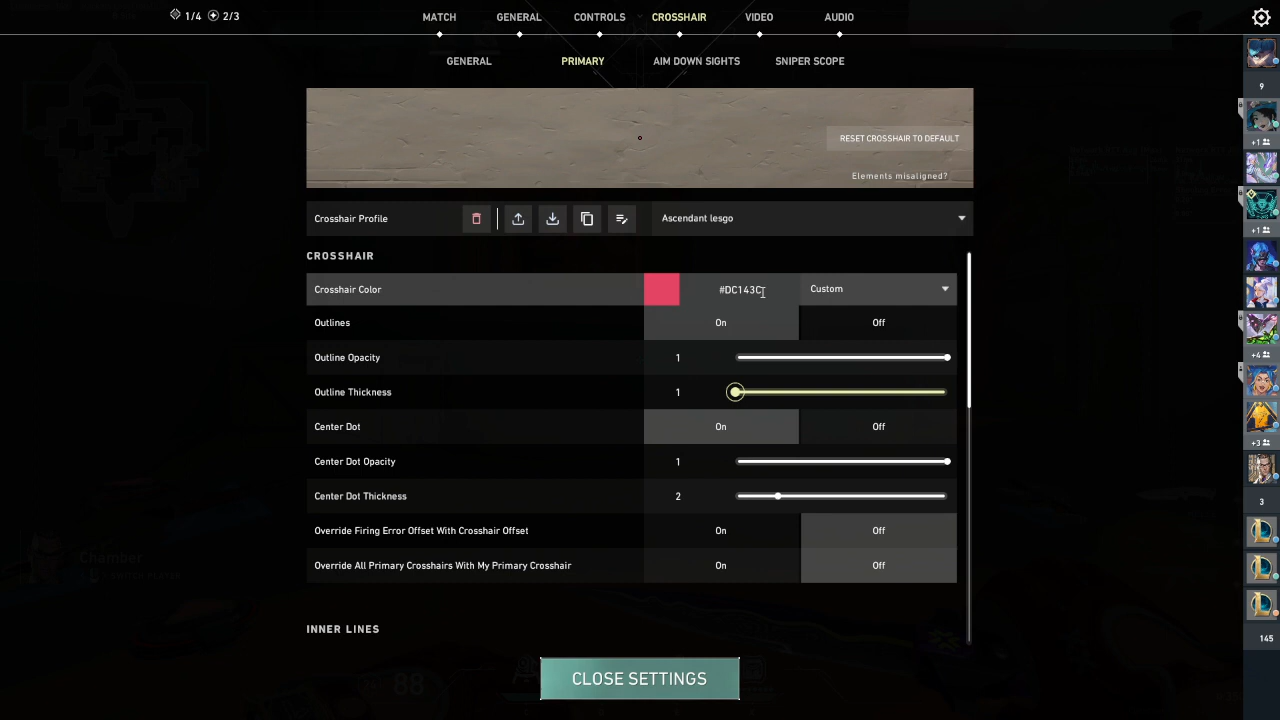 1/4 2/3
MATCH GENERAL CONTROLS CROSSHAIR VIDEO AUDIO
GENERAL PRIMARY AIM DOWN SIGHTS SNIPER SCOPE
RESET CROSSHAIR TO DEFAULT
Elements misaligned?
Crosshair Profile Ascendant lesgo
CROSSHAIR
Crosshair Color #DC143C Custom
Outlines On Off
Outline Opacity 1
Outline Thickness 1
Center Dot On Off
Center Dot Opacity 1
Center Dot Thickness 2
Override Firing Error Offset With Crosshair Offset On Off
Override All Primary Crosshairs With My Primary Crosshair On Off
INNER LINES
CLOSE SETTINGS
Chamber
88
9
+1
+1
+4
+3
3
145